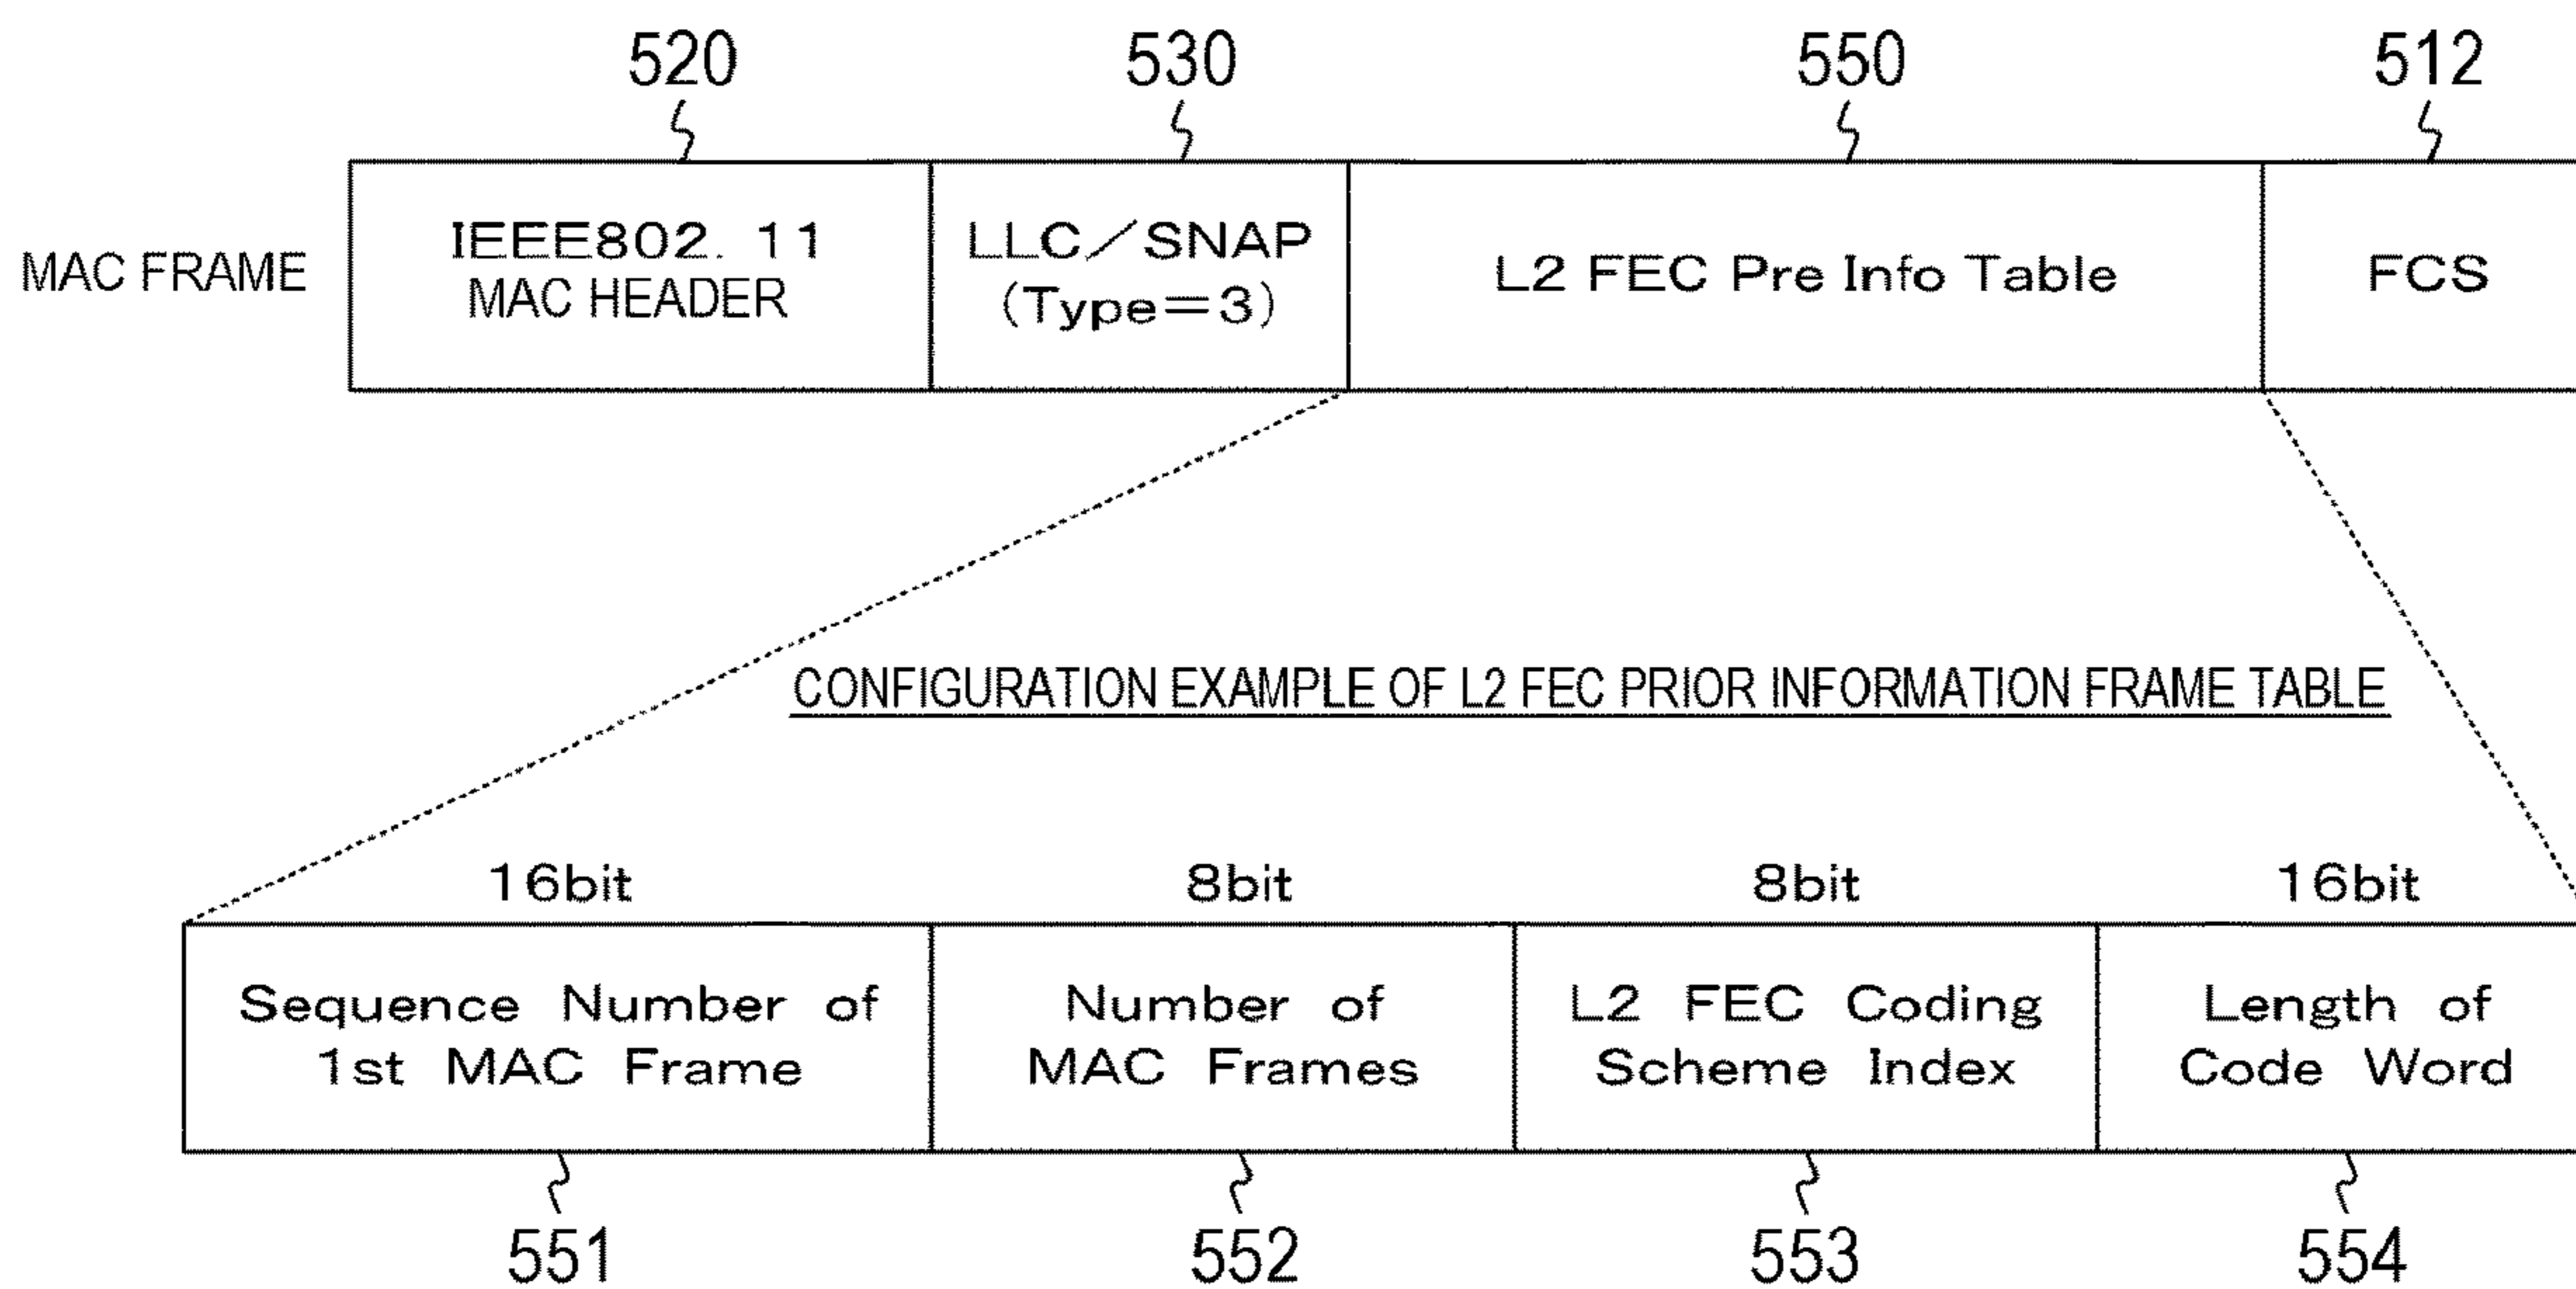 520 530 550 512
MAC FRAME
IEEE802. 11
MAC HEADER
LLC／SNAP
(Type=3)
L2 FEC Pre Info Table
FCS
CONFIGURATION EXAMPLE OF L2 FEC PRIOR INFORMATION FRAME TABLE
16bit 8bit 8bit 16bit
Sequence Number of
1st MAC Frame
Number of
MAC Frames
L2 FEC Coding
Scheme Index
Length of
Code Word
551 552 553 554